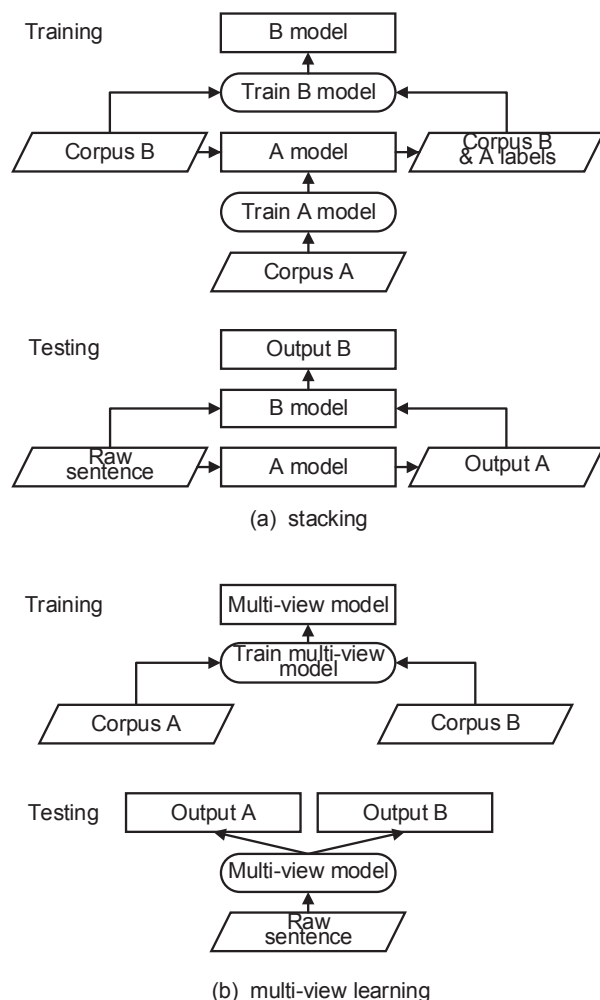 Training
B model
Train B model
Corpus B
A model
Corpus B
& A labels
Train A model
Corpus A
Testing
Output B
B model
Raw
sentence
A model
Output A
(a) stacking
Training
Multi-view model
Train multi-view
model
Corpus A
Corpus B
Testing
Output A
Output B
Multi-view model
Raw
sentence
(b) multi-view learning